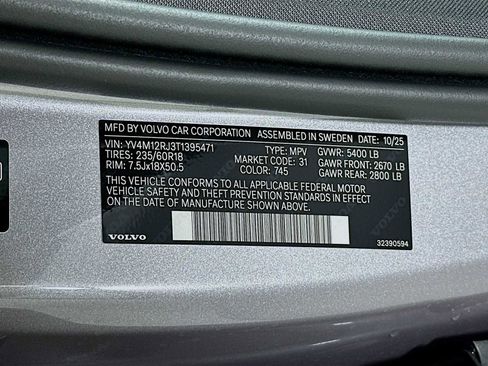 MFD BY VOLVO CAR CORPORATION ASSEMBLED IN SWEDEN 10/25
VIN: YV4M12RJ3T1395471 TYPE: MPV GVWR: 5400 LB
TIRES: 235/60R18 MARKET CODE: 31 GAWR FRONT: 2670 LB
RIM: 7.5Jx18X50.5 COLOR: 745 GAWR REAR: 2800 LB
THIS VEHICLE CONFORMS TO ALL APPLICABLE FEDERAL MOTOR
VEHICLE SAFETY AND THEFT PREVENTION STANDARDS IN EFFECT
ON THE DATE OF MANUFACTURE SHOWN ABOVE.
VOLVO 32390594